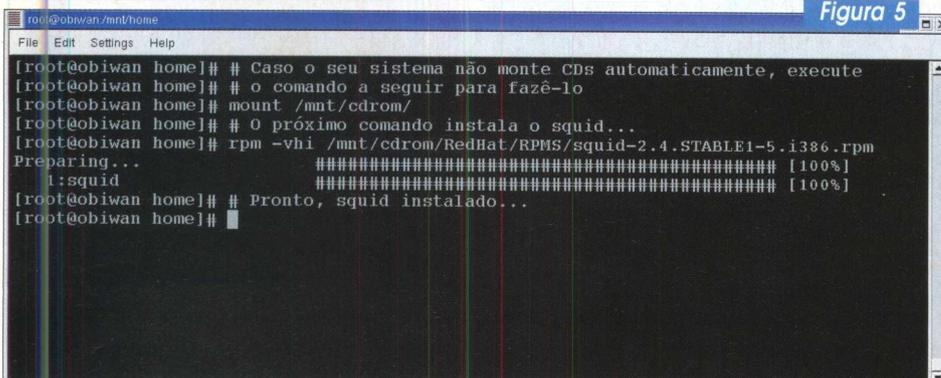 Figura 5
root@obiwan:/mnt/home
File Edit Settings Help
[root@obiwan home]# # Caso o seu sistema não monte CDs automaticamente, execute
[root@obiwan home]# # o comando a seguir para fazê-lo
[root@obiwan home]# mount /mnt/cdrom/
[root@obiwan home]# # O próximo comando instala o squid...
[root@obiwan home]# rpm -vhi /mnt/cdrom/RedHat/RPMS/squid-2.4.STABLE1-5.i386.rpm
Preparing... ########################################### [100%]
1:squid ########################################### [100%]
[root@obiwan home]# # Pronto, squid instalado...
[root@obiwan home]#